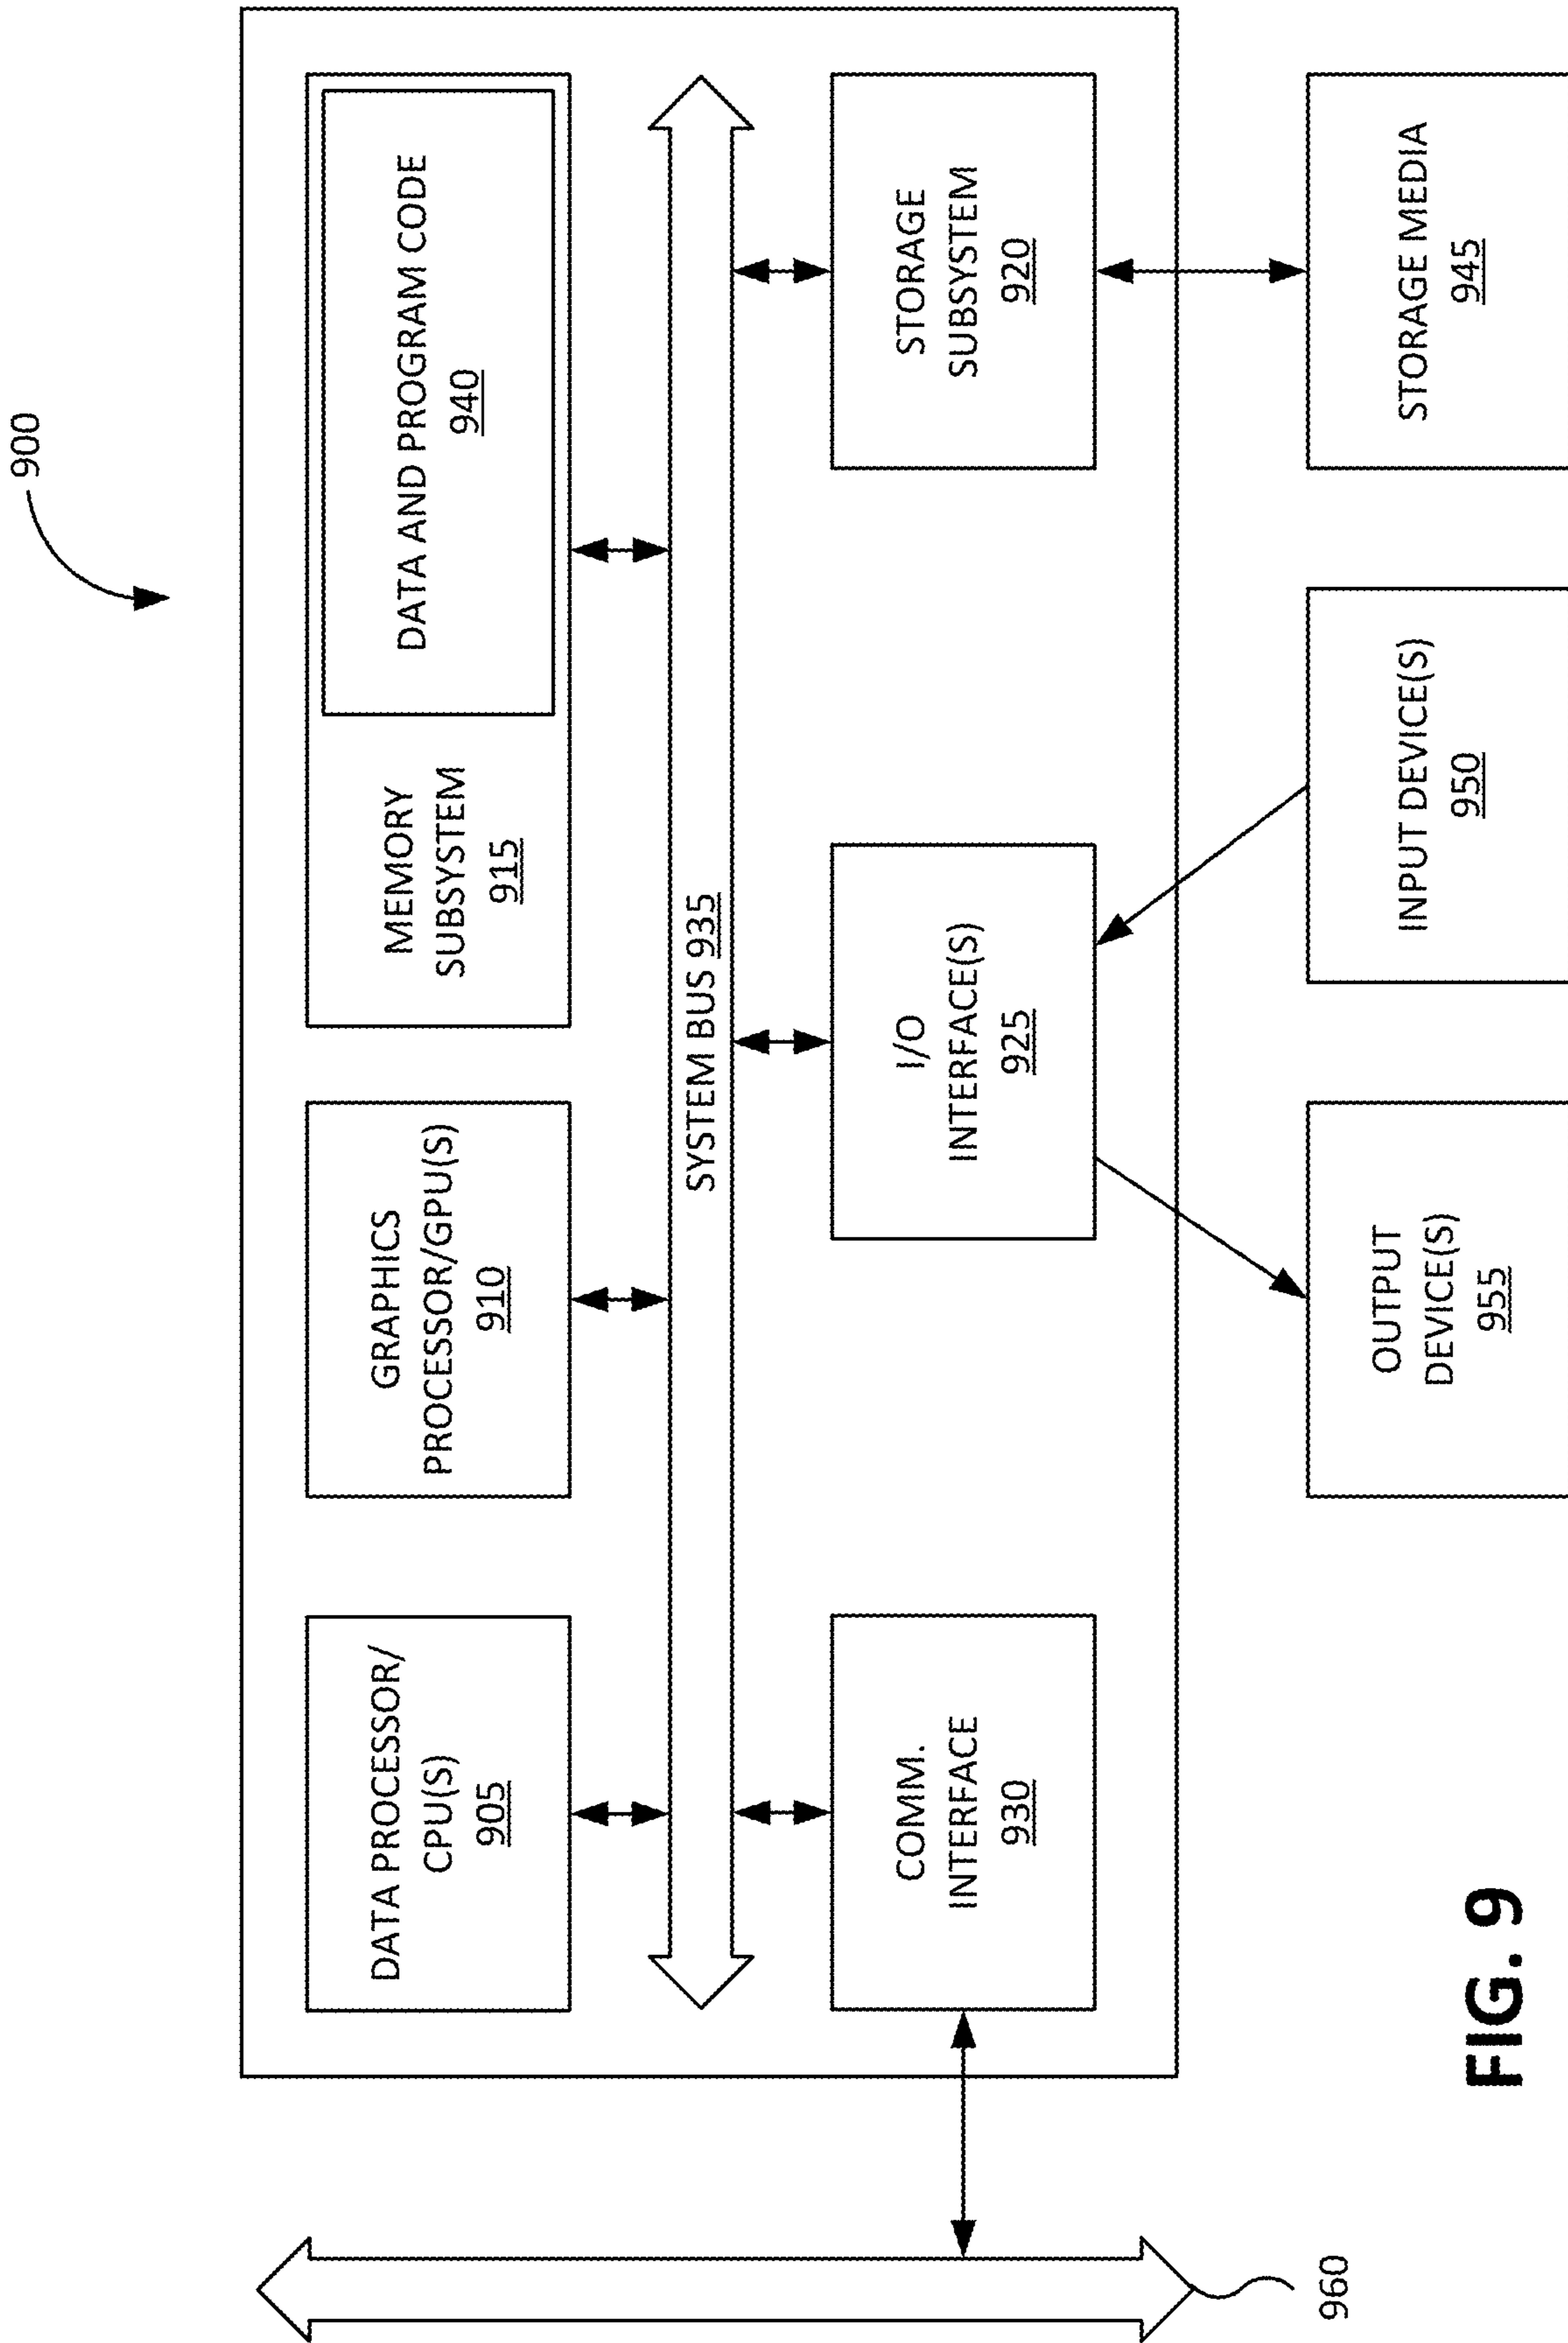 900
DATA PROCESSOR/
CPU(S)
905
GRAPHICS
PROCESSOR/GPU(S)
910
MEMORY
SUBSYSTEM
915
DATA AND PROGRAM CODE
940
SYSTEM BUS 935
COMM.
INTERFACE
930
I/O
INTERFACE(S)
925
STORAGE
SUBSYSTEM
920
960
OUTPUT
DEVICE(S)
955
INPUT DEVICE(S)
950
STORAGE MEDIA
945
FIG. 9